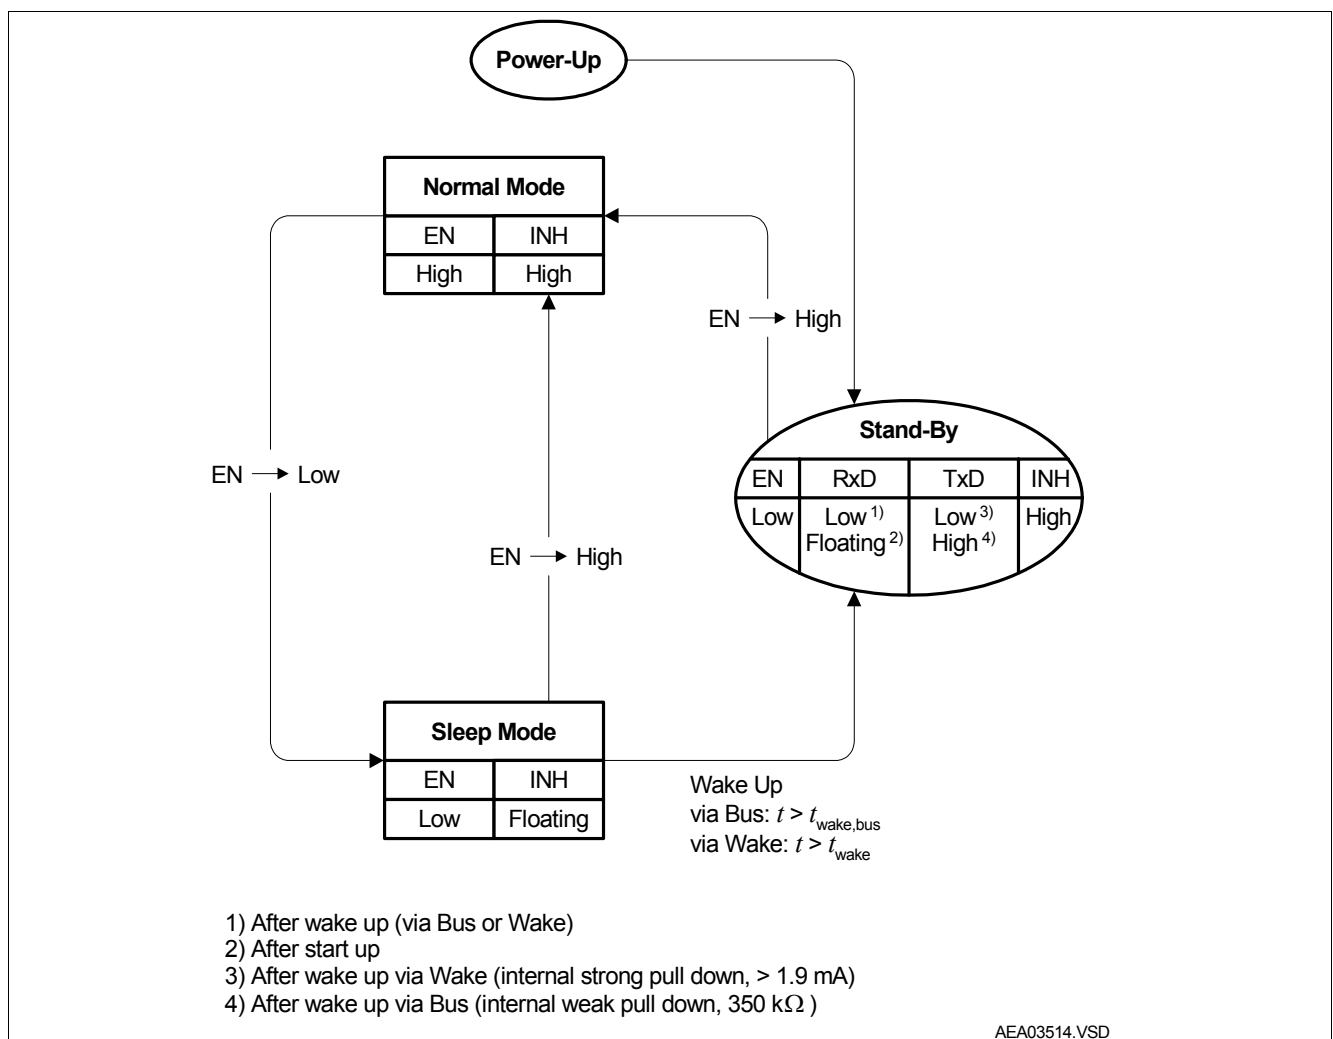 Power-Up
Normal Mode
EN INH
High High
EN → High
Stand-By
EN RxD TxD INH
Low Low 1) Low 3) High
Floating 2) High 4)
EN → Low
EN → High
Sleep Mode
EN INH
Low Floating
Wake Up
via Bus: t > twake,bus
via Wake: t > twake
1) After wake up (via Bus or Wake)
2) After start up
3) After wake up via Wake (internal strong pull down, > 1.9 mA)
4) After wake up via Bus (internal weak pull down, 350 kΩ )
AEA03514.VSD